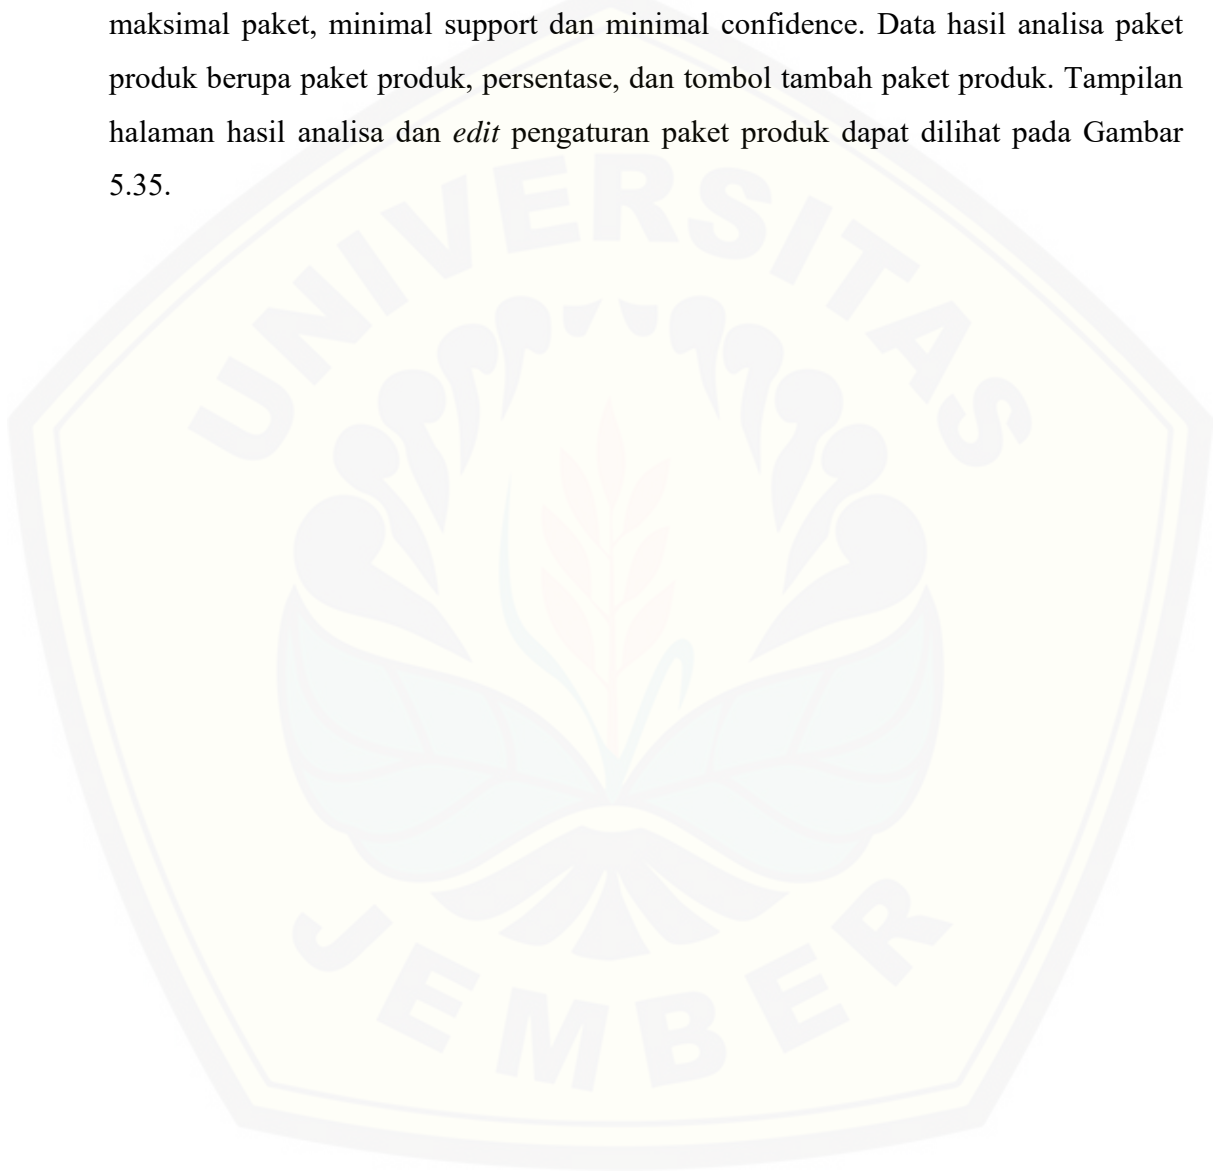 maksimal paket, minimal support dan minimal confidence. Data hasil analisa paket
produk berupa paket produk, persentase, dan tombol tambah paket produk. Tampilan
halaman hasil analisa dan edit pengaturan paket produk dapat dilihat pada Gambar
5.35.
UNIVERSITAS
JEMBER